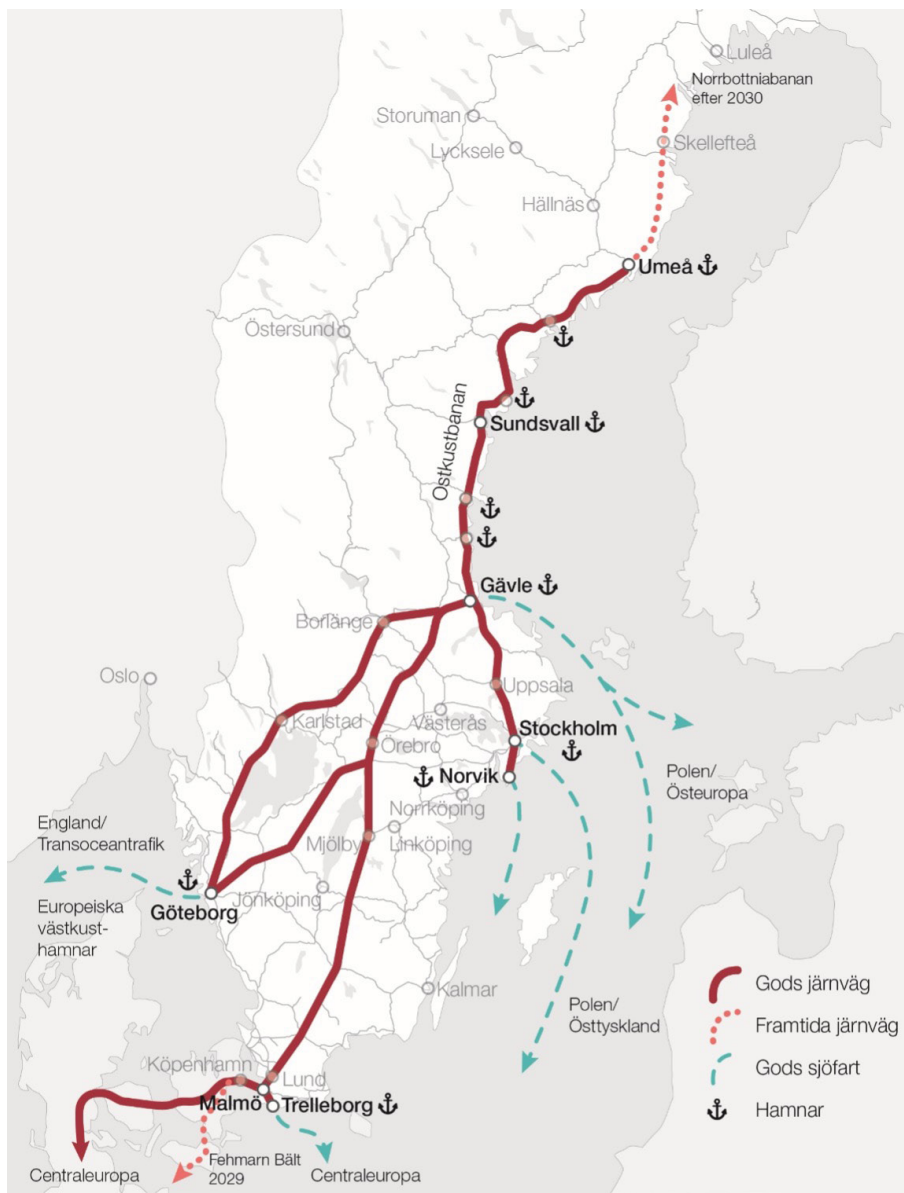 Luleå
Norrbottniabanan
efter 2030
Storuman
Skellefteå
Lycksele
Hällnäs
Umeå
Östersund
Ostkustbanan
Sundsvall
Gävle
Borlänge
Oslo
Uppsala
Karlstad
Västerås
Stockholm
Örebro
Norvik
Polen/
Östeuropa
Norrköping
England/
Transoceantrafik
Mjölby
Linköping
Jönköping
Göteborg
Europeiska
västkust-
hamnar
Kalmar
Polen/
Östtyskland
Gods järnväg
Framtida järnväg
Gods sjöfart
Hamnar
Köpenhamn
Lund
Malmö
Trelleborg
Fehmarn Bält
2029
Centraleuropa
Centraleuropa